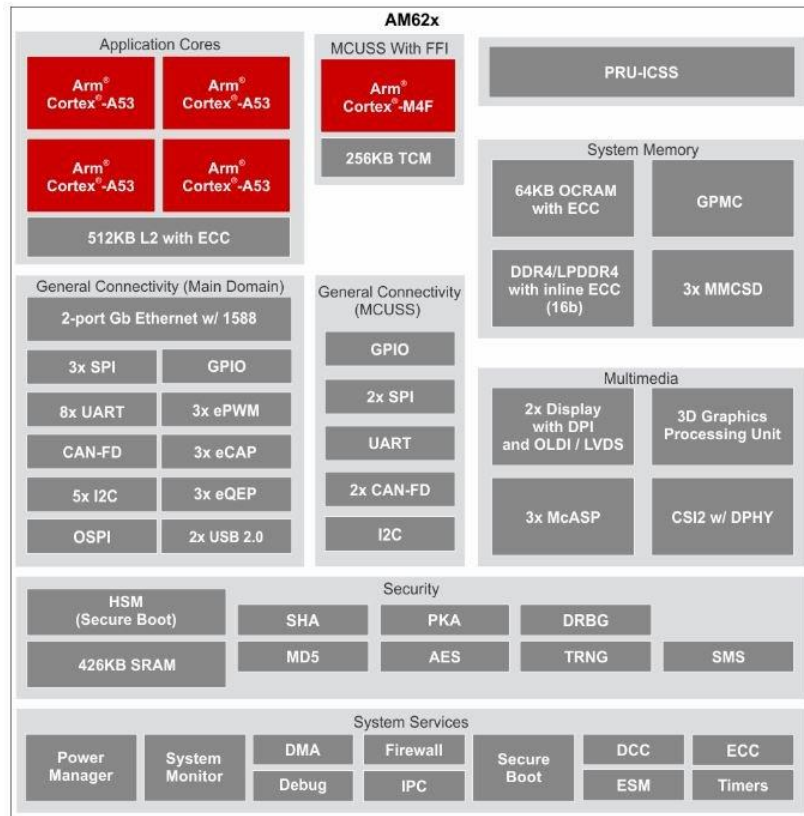 AM62x
Application Cores
Arm®
Cortex®-A53
Arm®
Cortex®-A53
Arm®
Cortex®-A53
Arm®
Cortex®-A53
512KB L2 with ECC
MCUSS With FFI
Arm®
Cortex®-M4F
256KB TCM
PRU-ICSS
System Memory
64KB OCRAM
with ECC
GPMC
DDR4/LPDDR4
with inline ECC
(16b)
3x MMCSD
General Connectivity (Main Domain)
2-port Gb Ethernet w/ 1588
3x SPI
GPIO
8x UART
3x ePWM
CAN-FD
3x eCAP
5x I2C
3x eQEP
OSPI
2x USB 2.0
General Connectivity
(MCUSS)
GPIO
2x SPI
UART
2x CAN-FD
I2C
Multimedia
2x Display
with DPI
and OLDI / LVDS
3D Graphics
Processing Unit
3x McASP
CSI2 w/ DPHY
Security
HSM
(Secure Boot)
426KB SRAM
SHA
PKA
DRBG
MD5
AES
TRNG
SMS
System Services
Power
Manager
System
Monitor
DMA
Firewall
Debug
IPC
Secure
Boot
DCC
ECC
ESM
Timers